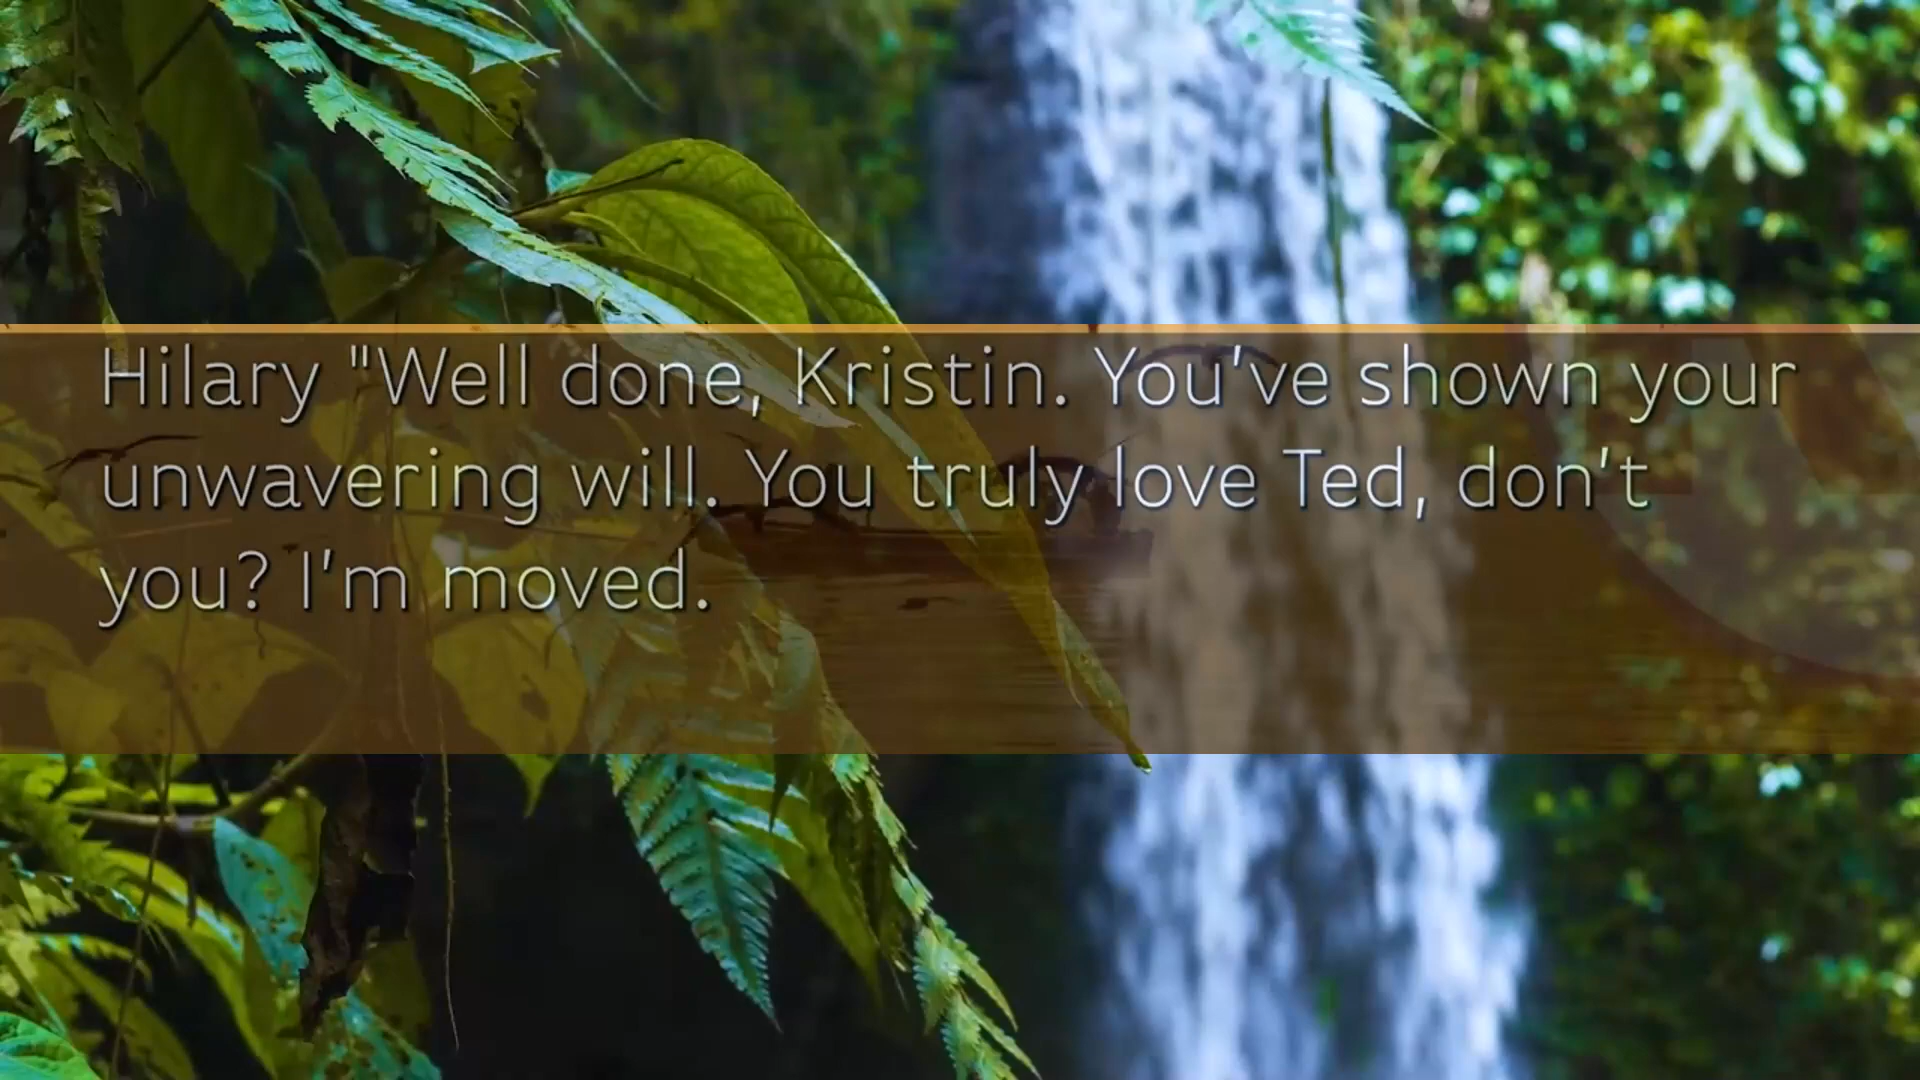 Hilary "Well done, Kristin. You've shown your
unwavering will. You truly love Ted, don't
you? I'm moved.